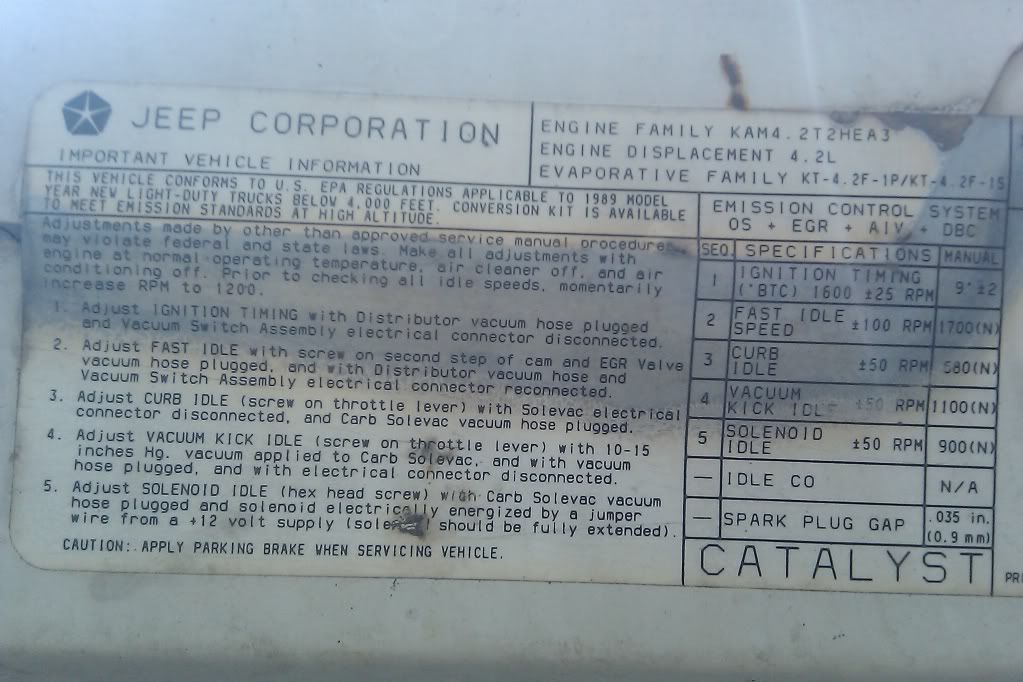 JEEP CORPORATION
IMPORTANT VEHICLE INFORMATION
THIS VEHICLE CONFORMS TO U.S. EPA REGULATIONS APPLICABLE TO 1989 MODEL
YEAR NEW LIGHT-DUTY TRUCKS BELOW 4,000 FEET. CONVERSION KIT IS AVAILABLE
TO MEET EMISSION STANDARDS AT HIGH ALTITUDE.
Adjustments made by other than approved service manual procedures
may violate federal and state laws. Make all adjustments with
engine at normal operating temperature, air cleaner off, and air
conditioning off. Prior to checking all idle speeds, momentarily
increase RPM to 1200.
1. Adjust IGNITION TIMING with Distributor vacuum hose plugged
and Vacuum Switch Assembly electrical connector disconnected.
2. Adjust FAST IDLE with screw on second step of cam and EGR Valve
vacuum hose plugged, and with Distributor vacuum hose and
Vacuum Switch Assembly electrical connector reconnected.
3. Adjust CURB IDLE (screw on throttle lever) with Solevac electrical
connector disconnected, and Carb Solevac vacuum hose plugged.
4. Adjust VACUUM KICK IDLE (screw on throttle lever) with 10-15
inches Hg. vacuum applied to Carb Solevac, and with vacuum
hose plugged, and with electrical connector disconnected.
5. Adjust SOLENOID IDLE (hex head screw) with Carb Solevac vacuum
hose plugged and solenoid electrically energized by a jumper
wire from a +12 volt supply (should be fully extended).
CAUTION: APPLY PARKING BRAKE WHEN SERVICING VEHICLE.
ENGINE FAMILY KAM4.2T2HEA3
ENGINE DISPLACEMENT 4.2L
EVAPORATIVE FAMILY KT-4.2F-1P/KT-4.2F-1S
EMISSION CONTROL SYSTEM
OS + EGR + AIV + DBC
SEQ. SPECIFICATIONS MANUAL
1 IGNITION TIMING
(°BTC) 1600 ±25 RPM 9° ±2
2 FAST IDLE
SPEED ±100 RPM 1700(N)
3 CURB
IDLE ±50 RPM 680(N)
4 VACUUM
KICK IDLE ±50 RPM 1100(N)
5 SOLENOID
IDLE ±50 RPM 900(N)
— IDLE CO N/A
— SPARK PLUG GAP .035 in.
(0.9 mm)
CATALYST